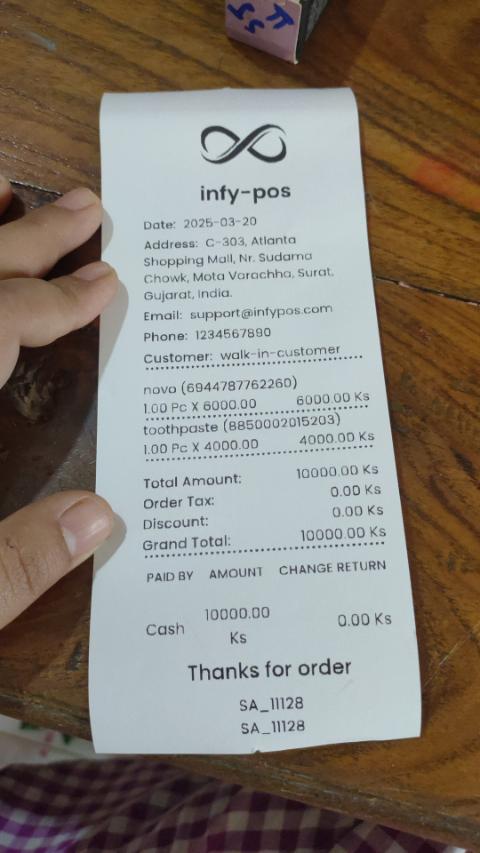 π
55
infy-pos
Date: 2025-03-20
Address: C-303, Atlanta
Shopping Mall, Nr. Sudama
Chowk, Mota Varachha, Surat,
Gujarat, India.
Email: support@infypos.com
Phone: 1234567890
Customer: walk-in-customer
nova (6944787762260)
1.00 Pc X 6000.00 6000.00 Ks
toothpaste (8850002015203)
1.00 Pc X 4000.00 4000.00 Ks
Total Amount: 10000.00 Ks
Order Tax: 0.00 Ks
Discount: 0.00 Ks
Grand Total: 10000.00 Ks
PAID BY AMOUNT CHANGE RETURN
Cash 10000.00 Ks 0.00 Ks
Thanks for order
SA_11128
SA_11128